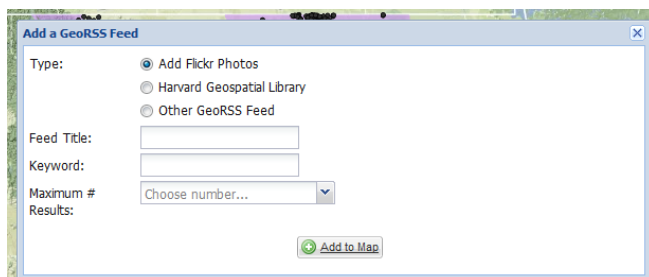 Add a GeoRSS Feed
Type:
Add Flickr Photos
Harvard Geospatial Library
Other GeoRSS Feed
Feed Title:
Keyword:
Maximum #
Results:
Choose number...
Add to Map